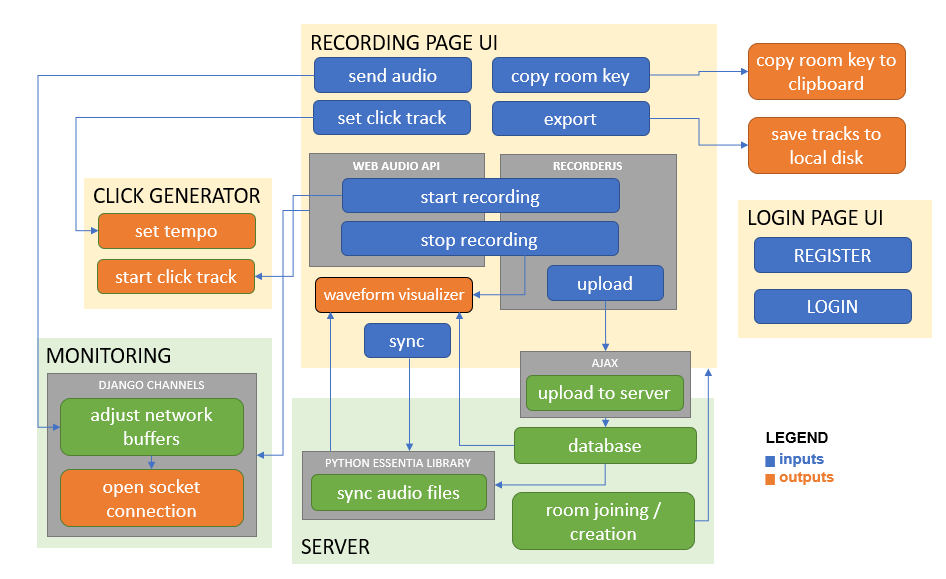 RECORDING PAGE UI
send audio
copy room key
set click track
export
copy room key to
clipboard
save tracks to
local disk
WEB AUDIO API
RECORDERJS
start recording
stop recording
upload
CLICK GENERATOR
set tempo
start click track
LOGIN PAGE UI
REGISTER
LOGIN
waveform visualizer
sync
MONITORING
DJANGO CHANNELS
adjust network
buffers
open socket
connection
AJAX
upload to server
database
PYTHON ESSENTIA LIBRARY
sync audio files
room joining /
creation
SERVER
LEGEND
inputs
outputs